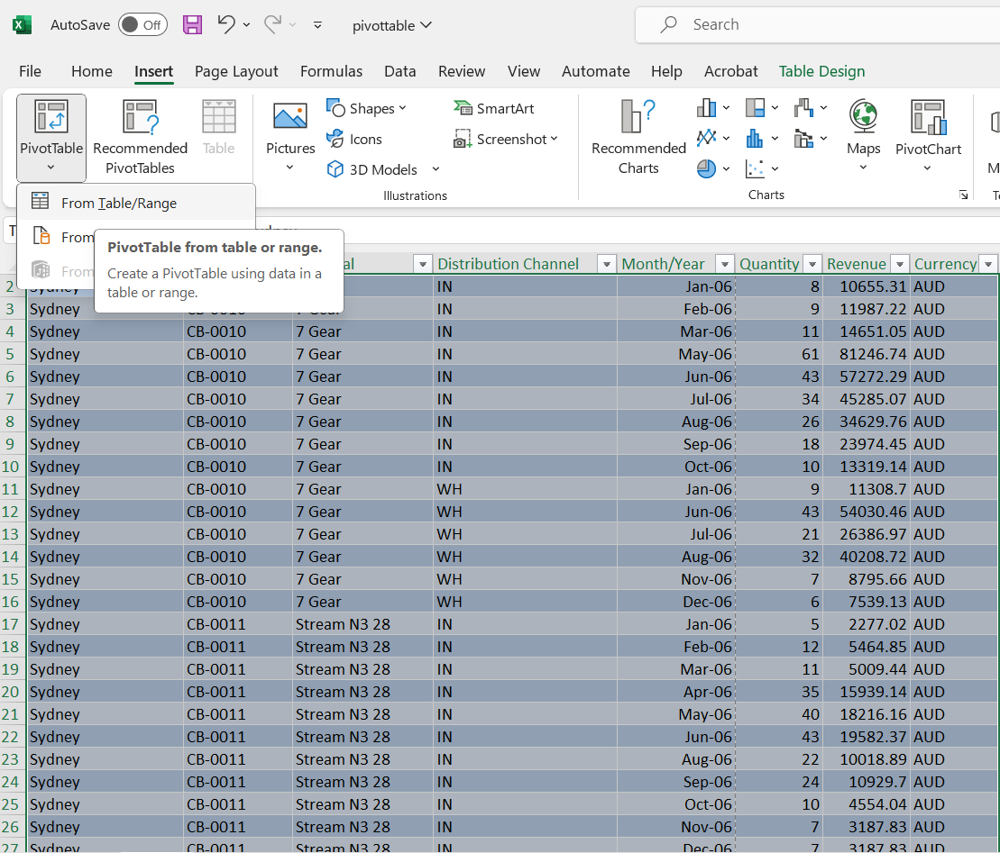 AutoSave Off pivottable Search
File Home Insert Page Layout Formulas Data Review View Automate Help Acrobat Table Design
PivotTable
Recommended PivotTables
Table
Pictures
Shapes
Icons
3D Models
SmartArt
Screenshot
Illustrations
Recommended Charts
Charts
Maps
PivotChart
From Table/Range
From
From
PivotTable from table or range.
Create a PivotTable using data in a
table or range.
Distribution Channel Month/Year Quantity Revenue Currency
2 Sydney IN Jan-06 8 10655.31 AUD
3 Sydney CB-0010 7 Gear IN Feb-06 9 11987.22 AUD
4 Sydney CB-0010 7 Gear IN Mar-06 11 14651.05 AUD
5 Sydney CB-0010 7 Gear IN May-06 61 81246.74 AUD
6 Sydney CB-0010 7 Gear IN Jun-06 43 57272.29 AUD
7 Sydney CB-0010 7 Gear IN Jul-06 34 45285.07 AUD
8 Sydney CB-0010 7 Gear IN Aug-06 26 34629.76 AUD
9 Sydney CB-0010 7 Gear IN Sep-06 18 23974.45 AUD
10 Sydney CB-0010 7 Gear IN Oct-06 10 13319.14 AUD
11 Sydney CB-0010 7 Gear WH Jan-06 9 11308.7 AUD
12 Sydney CB-0010 7 Gear WH Jun-06 43 54030.46 AUD
13 Sydney CB-0010 7 Gear WH Jul-06 21 26386.97 AUD
14 Sydney CB-0010 7 Gear WH Aug-06 32 40208.72 AUD
15 Sydney CB-0010 7 Gear WH Nov-06 7 8795.66 AUD
16 Sydney CB-0010 7 Gear WH Dec-06 6 7539.13 AUD
17 Sydney CB-0011 Stream N3 28 IN Jan-06 5 2277.02 AUD
18 Sydney CB-0011 Stream N3 28 IN Feb-06 12 5464.85 AUD
19 Sydney CB-0011 Stream N3 28 IN Mar-06 11 5009.44 AUD
20 Sydney CB-0011 Stream N3 28 IN Apr-06 35 15939.14 AUD
21 Sydney CB-0011 Stream N3 28 IN May-06 40 18216.16 AUD
22 Sydney CB-0011 Stream N3 28 IN Jun-06 43 19582.37 AUD
23 Sydney CB-0011 Stream N3 28 IN Aug-06 22 10018.89 AUD
24 Sydney CB-0011 Stream N3 28 IN Sep-06 24 10929.7 AUD
25 Sydney CB-0011 Stream N3 28 IN Oct-06 10 4554.04 AUD
26 Sydney CB-0011 Stream N3 28 IN Nov-06 7 3187.83 AUD
27 Sydney CB-0011 Stream N3 28 IN Dec-06 7 3187.83 AUD